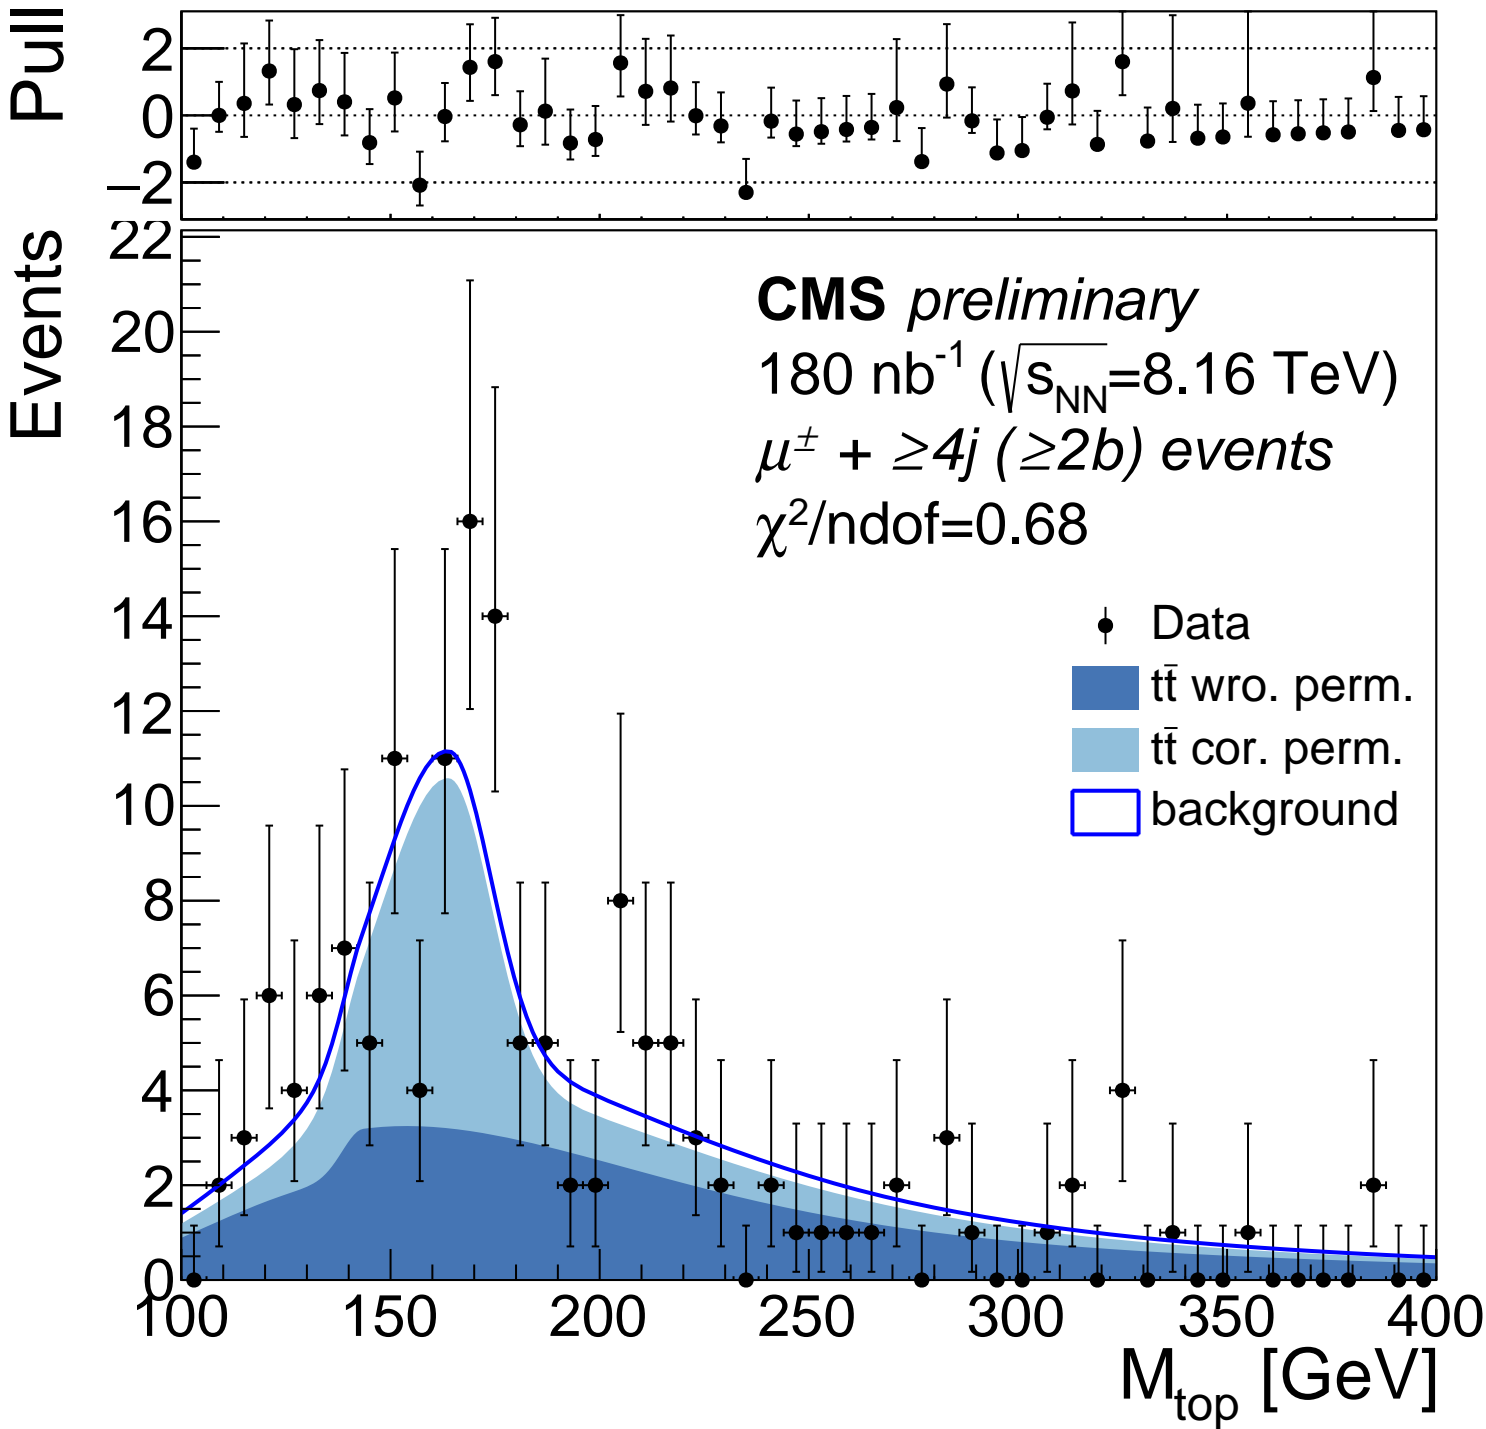 Pull
2
0
−2
Events
22
20
18
16
14
12
10
8
6
4
2
0
CMS preliminary
180 nb⁻¹ (√s_NN=8.16 TeV)
μ± + ≥4j (≥2b) events
χ²/ndof=0.68
Data
tt̄ wro. perm.
tt̄ cor. perm.
background
100 150 200 250 300 350 400
M_top [GeV]